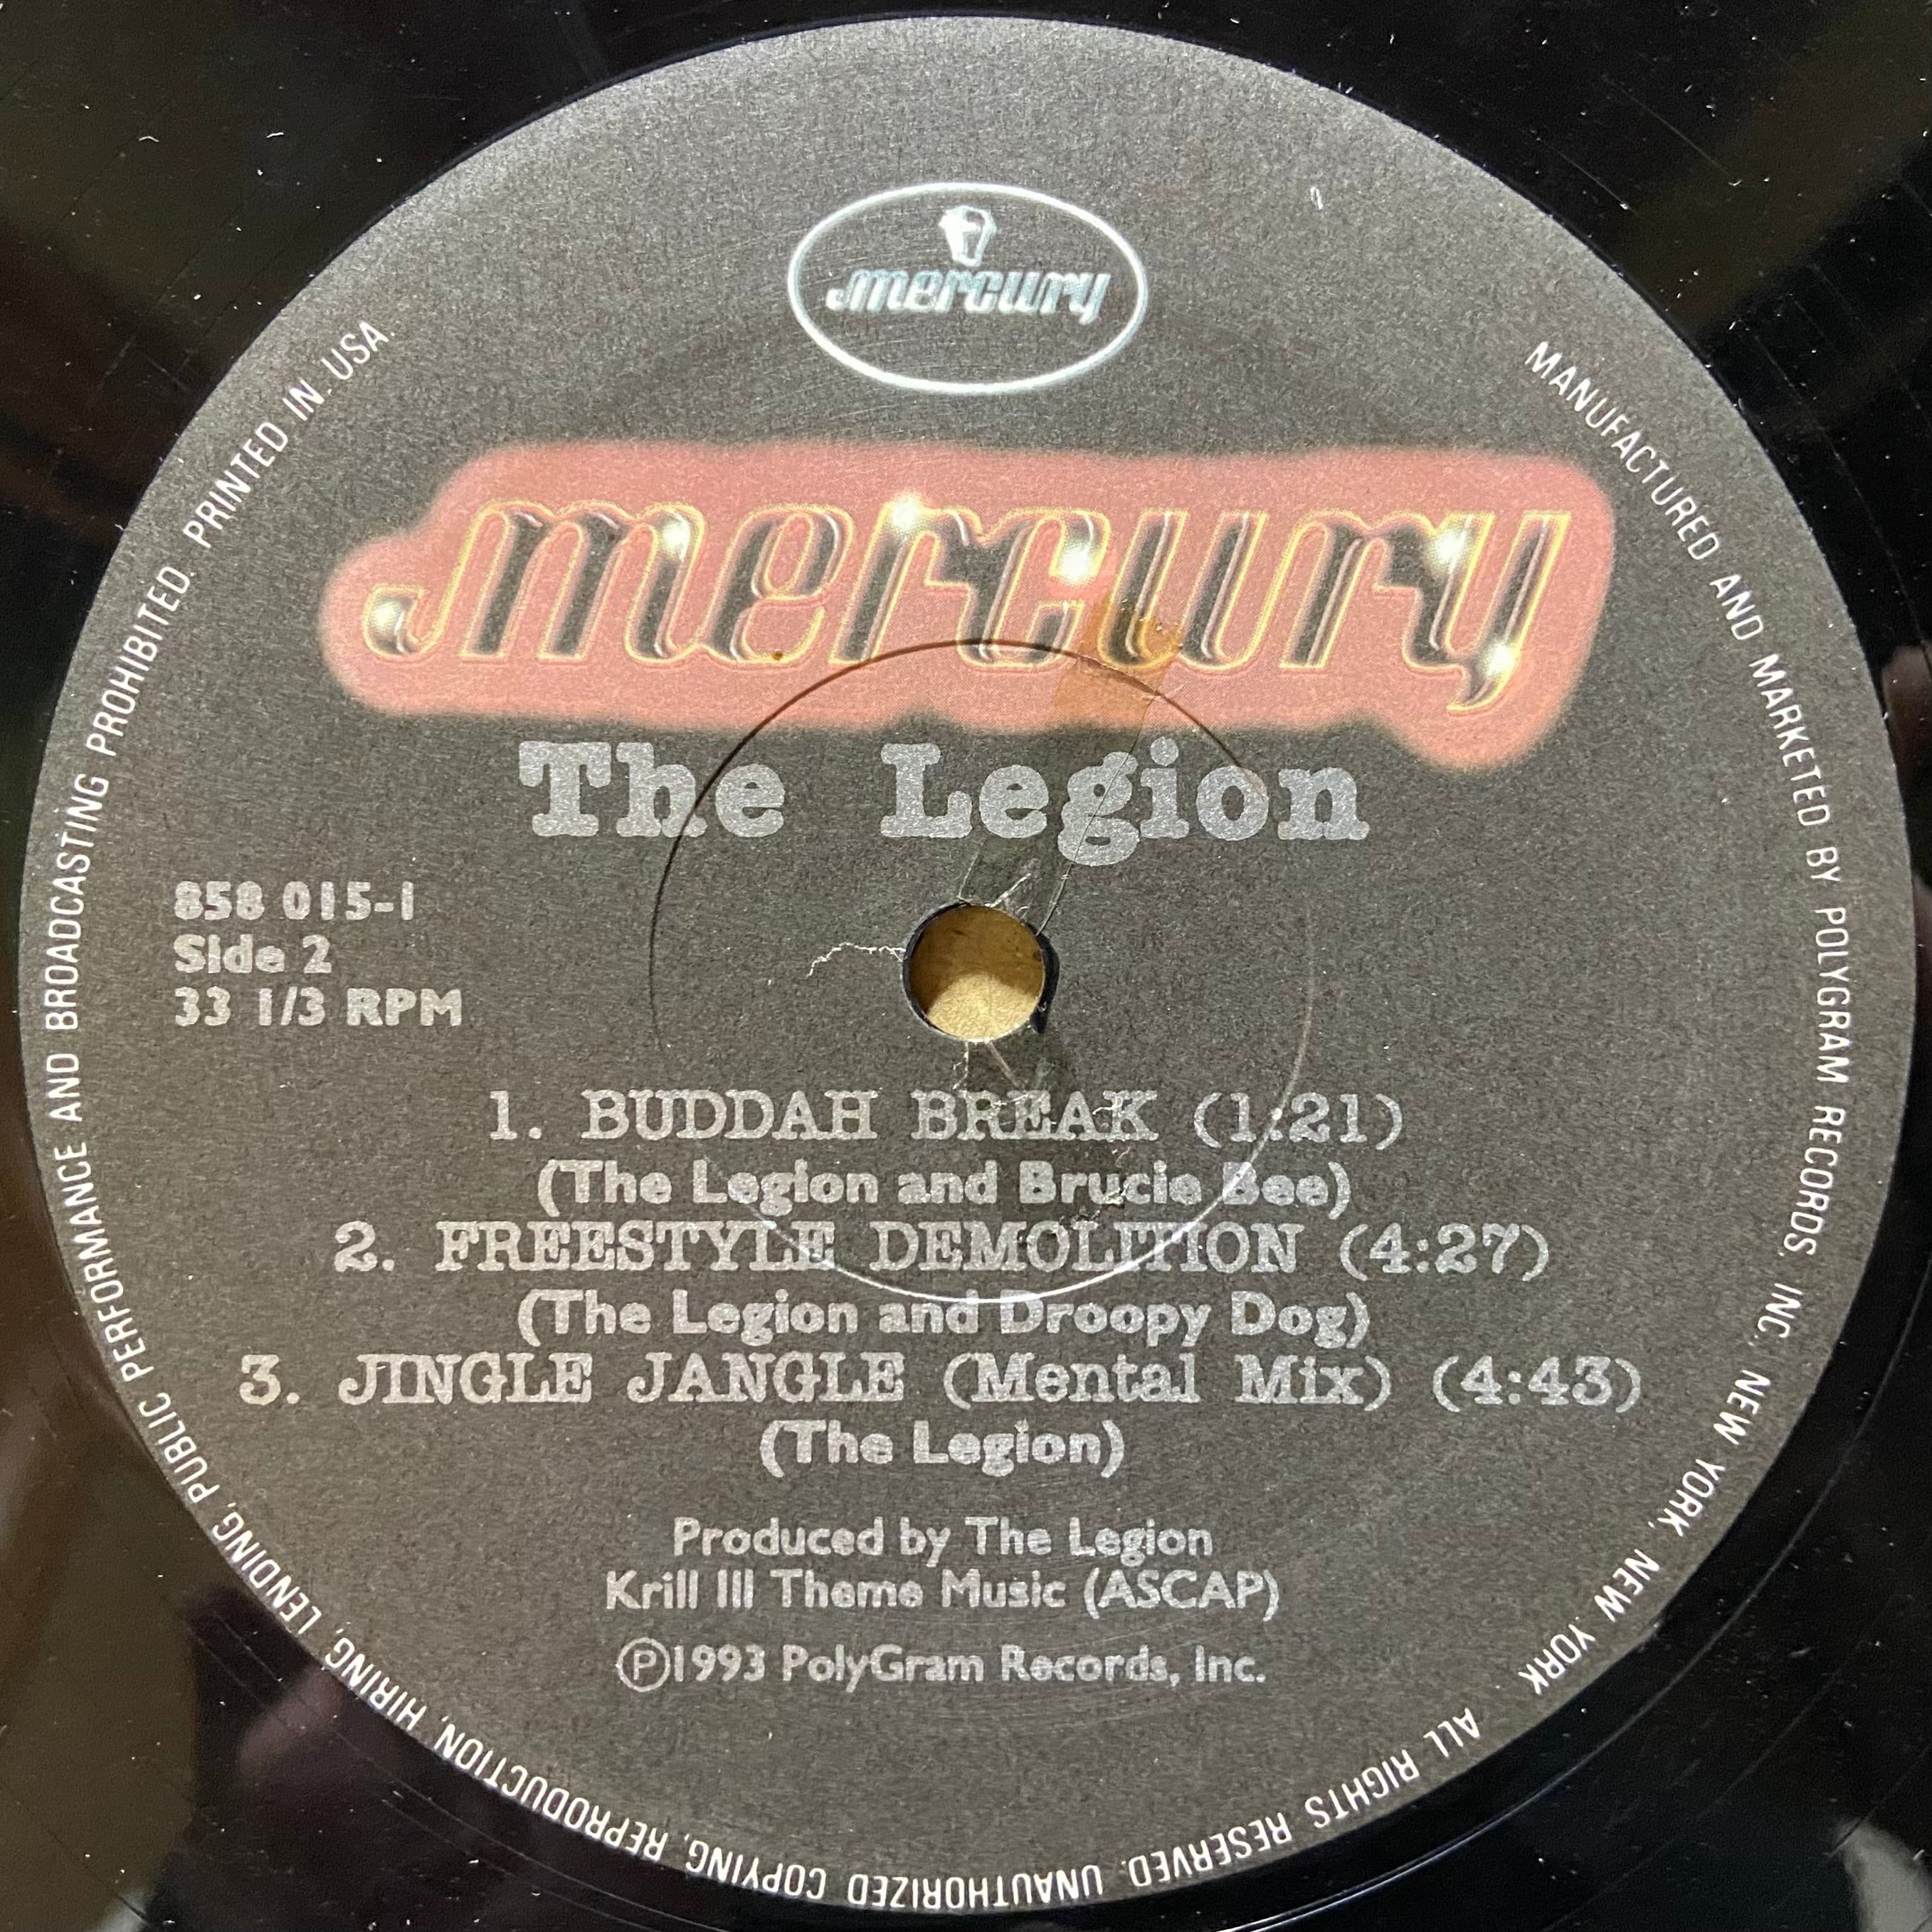 mercury
mercury
The Legion
858 015-1
Side 2
33 1/3 RPM
1. BUDDAH BREAK (1:21)
(The Legion and Brucie Bee)
2. FREESTYLE DEMOLITION (4:27)
(The Legion and Droopy Dog)
3. JINGLE JANGLE (Mental Mix) (4:43)
(The Legion)
Produced by The Legion
Krill III Theme Music (ASCAP)
Ⓟ1993 PolyGram Records, Inc.
MANUFACTURED AND MARKETED BY POLYGRAM RECORDS, INC. NEW YORK, NEW YORK. ALL RIGHTS RESERVED. UNAUTHORIZED COPYING, REPRODUCTION, HIRING, LENDING, PUBLIC PERFORMANCE AND BROADCASTING PROHIBITED. PRINTED IN. USA.